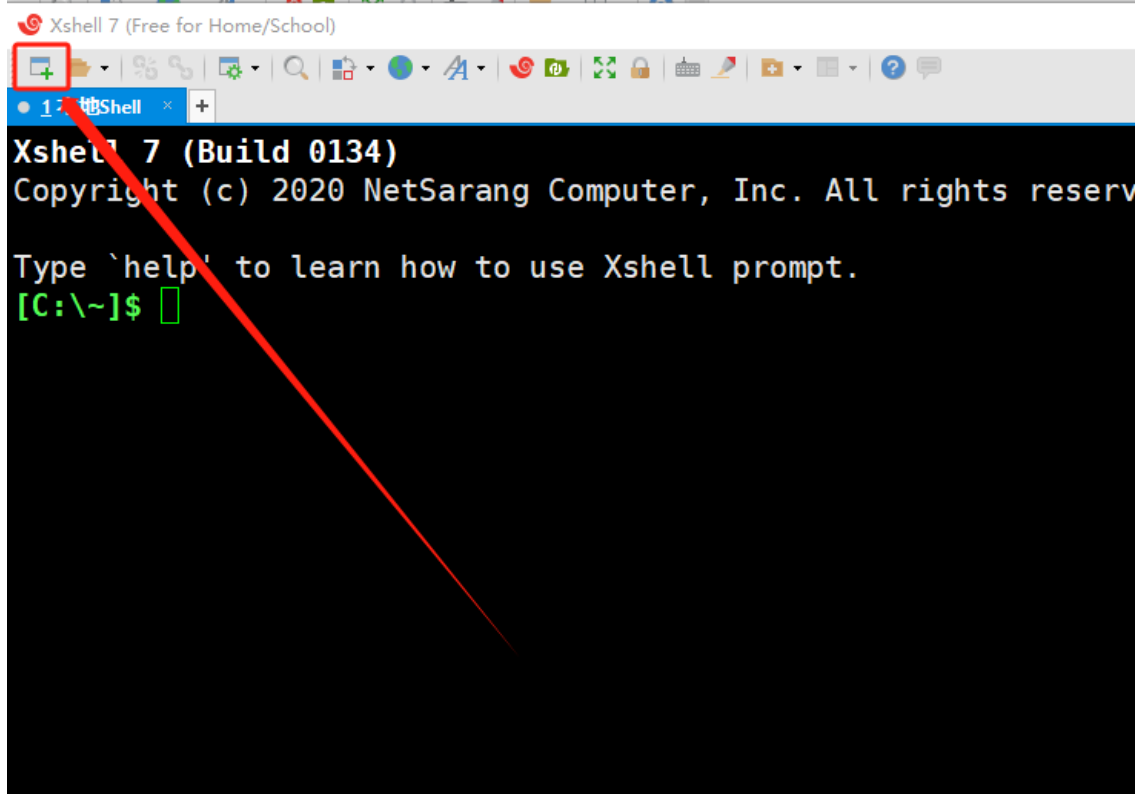 Xshell 7 (Free for Home/School)
1 本地Shell × +
Xshell 7 (Build 0134)
Copyright (c) 2020 NetSarang Computer, Inc. All rights reserv
Type `help' to learn how to use Xshell prompt.
[C:\~]$